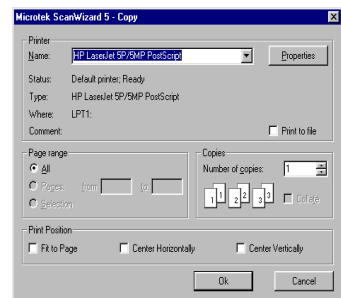 Microtek ScanWizard 5 - Copy
Printer
Name: HP LaserJet 5P/5MP PostScript Properties
Status: Default printer; Ready
Type: HP LaserJet 5P/5MP PostScript
Where: LPT1:
Comment: Print to file
Page range
All
Pages from: to:
Selection
Copies
Number of copies: 1
1 1 2 2 3 3 Collate
Print Position
Fit to Page Center Horizontally Center Vertically
Ok Cancel